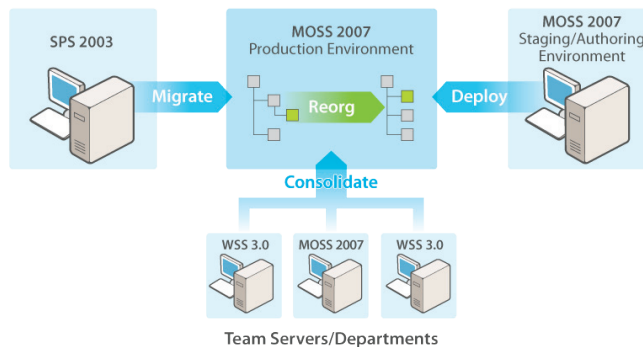 SPS 2003
MOSS 2007
Production Environment
MOSS 2007
Staging/Authoring
Environment
Migrate
Reorg
Deploy
Consolidate
WSS 3.0
MOSS 2007
WSS 3.0
Team Servers/Departments